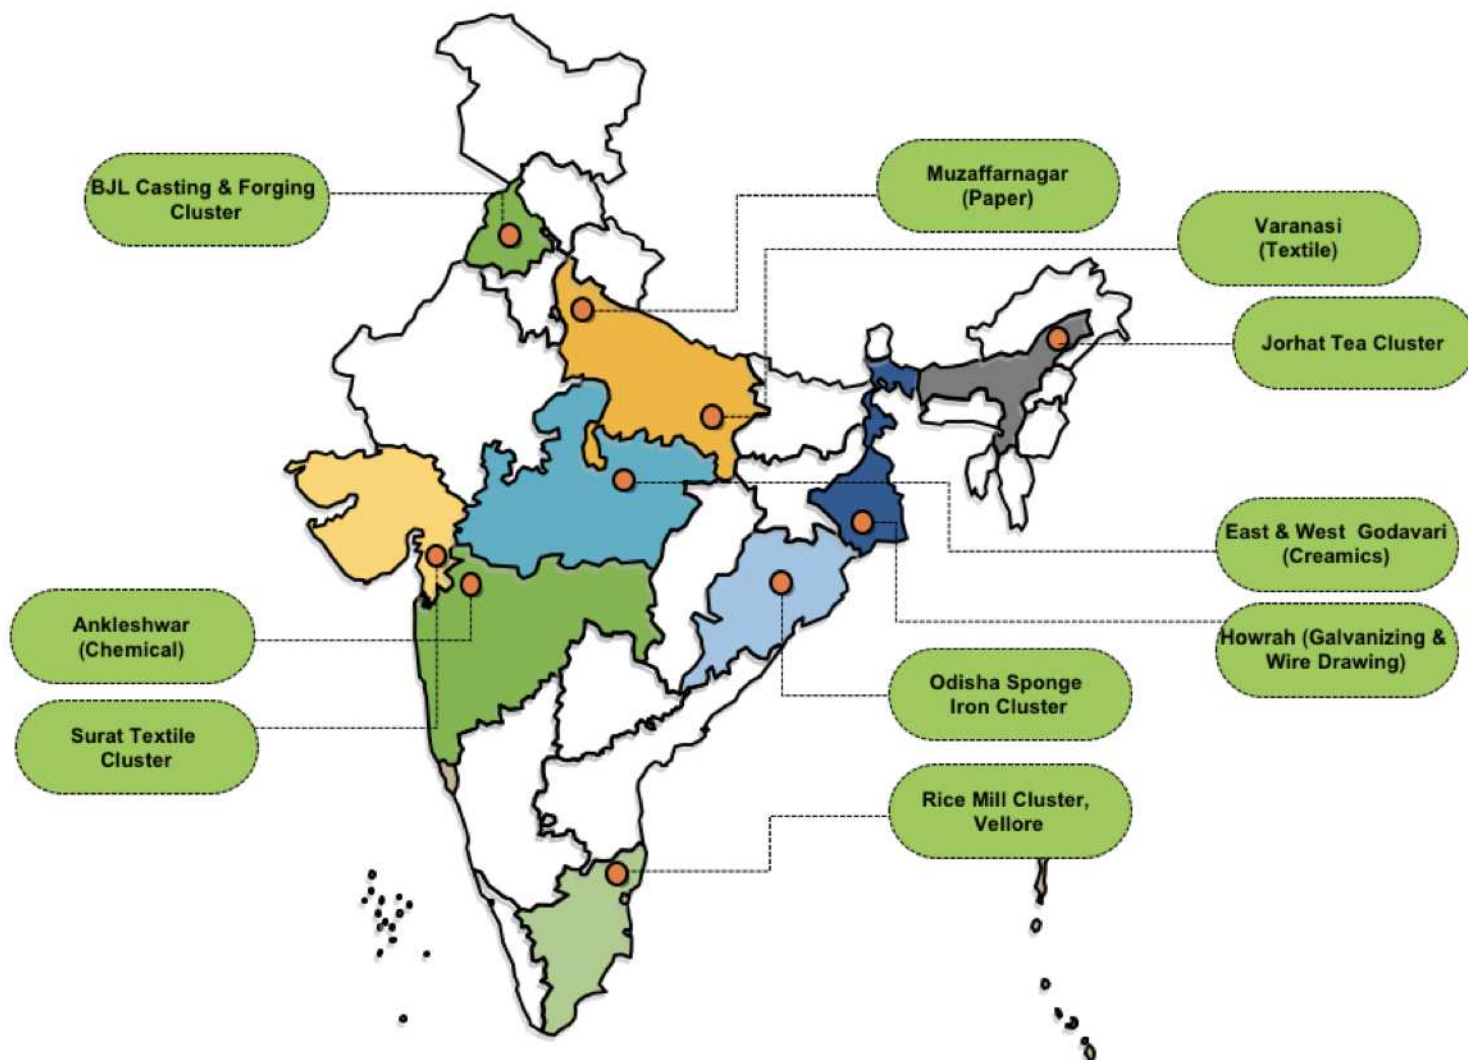 BJL Casting & Forging
Cluster
Muzaffarnagar
(Paper)
Varanasi
(Textile)
Jorhat Tea Cluster
East & West Godavari
(Creamics)
Ankleshwar
(Chemical)
Howrah (Galvanizing &
Wire Drawing)
Odisha Sponge
Iron Cluster
Surat Textile
Cluster
Rice Mill Cluster,
Vellore